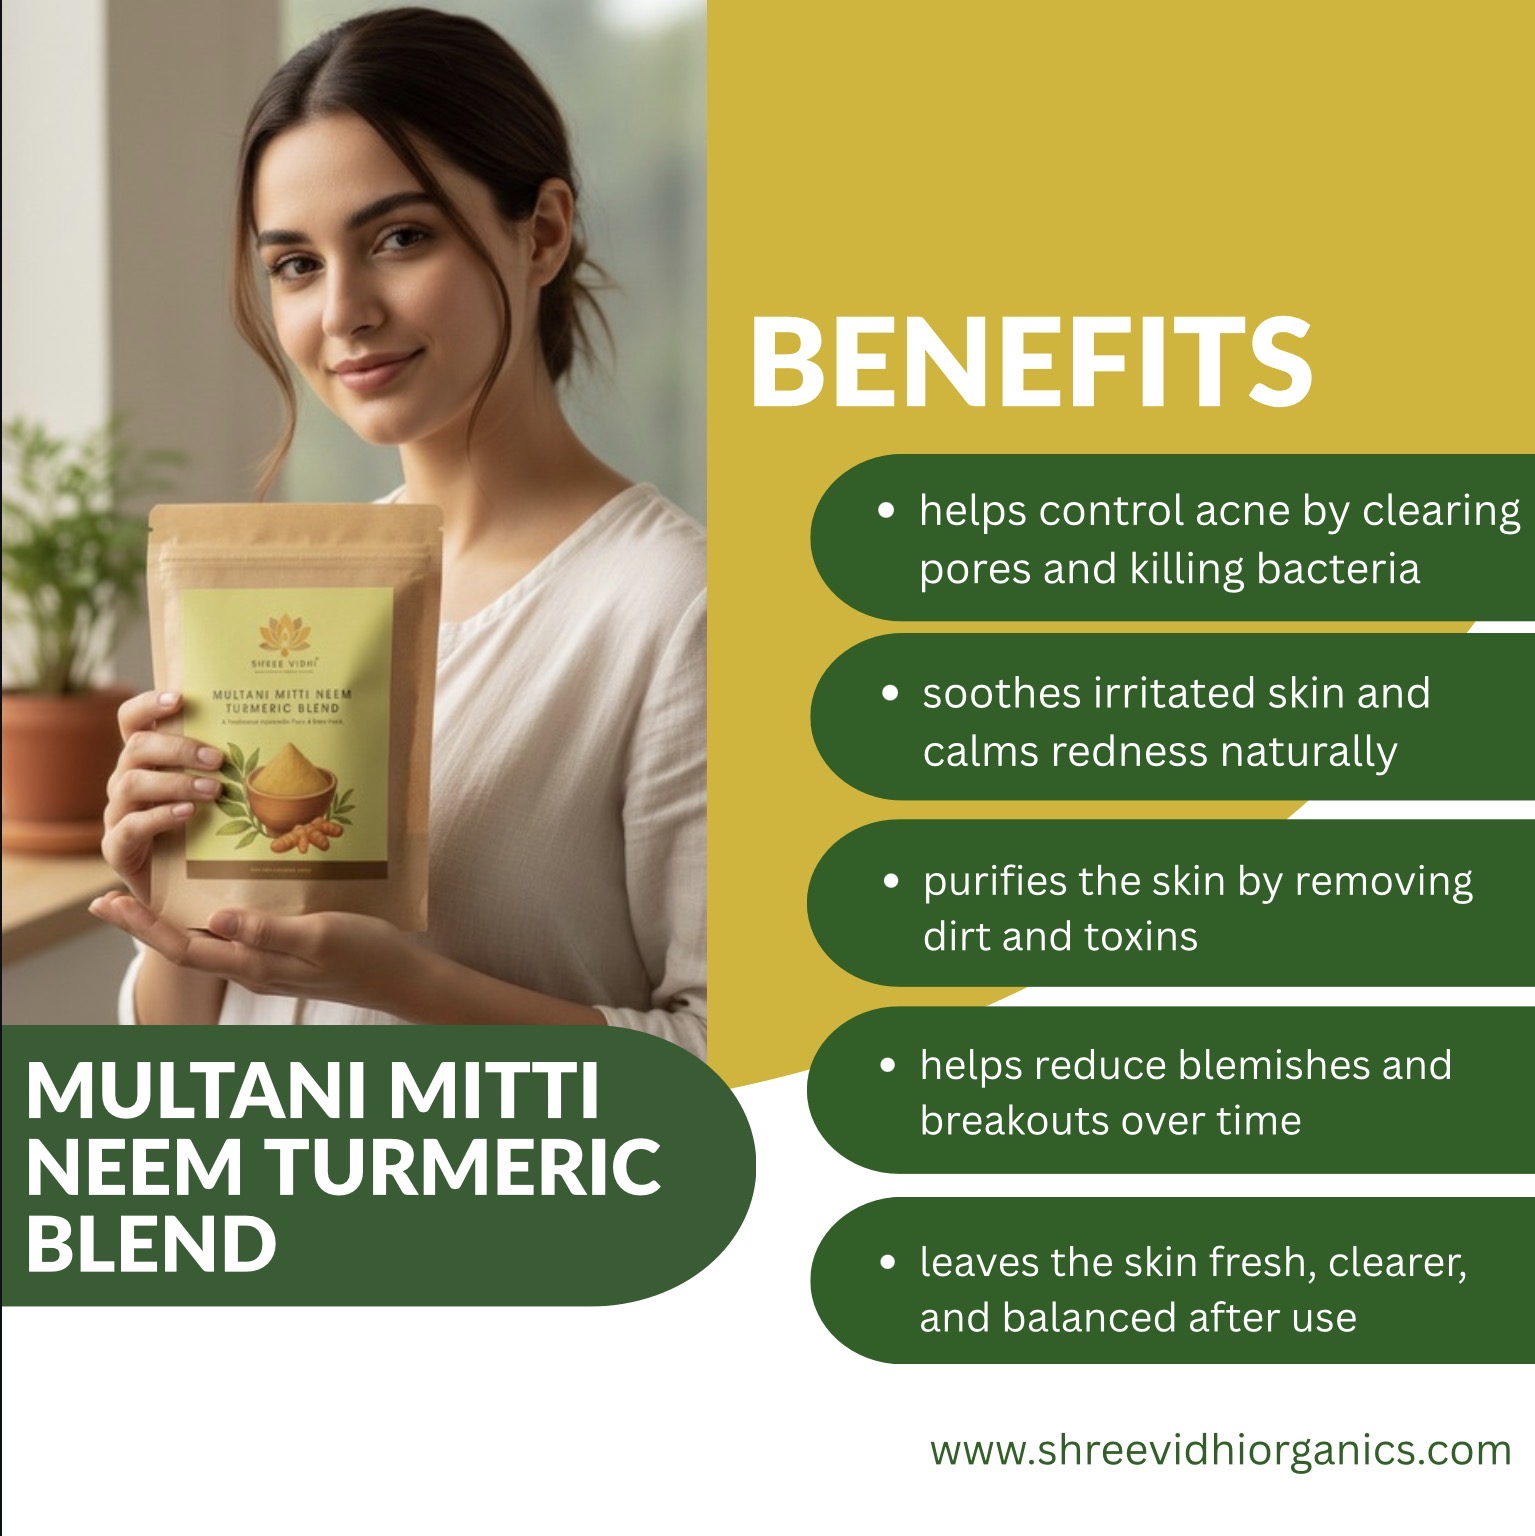 SHREE VIDHI
MULTANI MITTI NEEM
TURMERIC BLEND
MULTANI MITTI
NEEM TURMERIC
BLEND
BENEFITS
• helps control acne by clearing
pores and killing bacteria
• soothes irritated skin and
calms redness naturally
• purifies the skin by removing
dirt and toxins
• helps reduce blemishes and
breakouts over time
• leaves the skin fresh, clearer,
and balanced after use
www.shreevidhiorganics.com